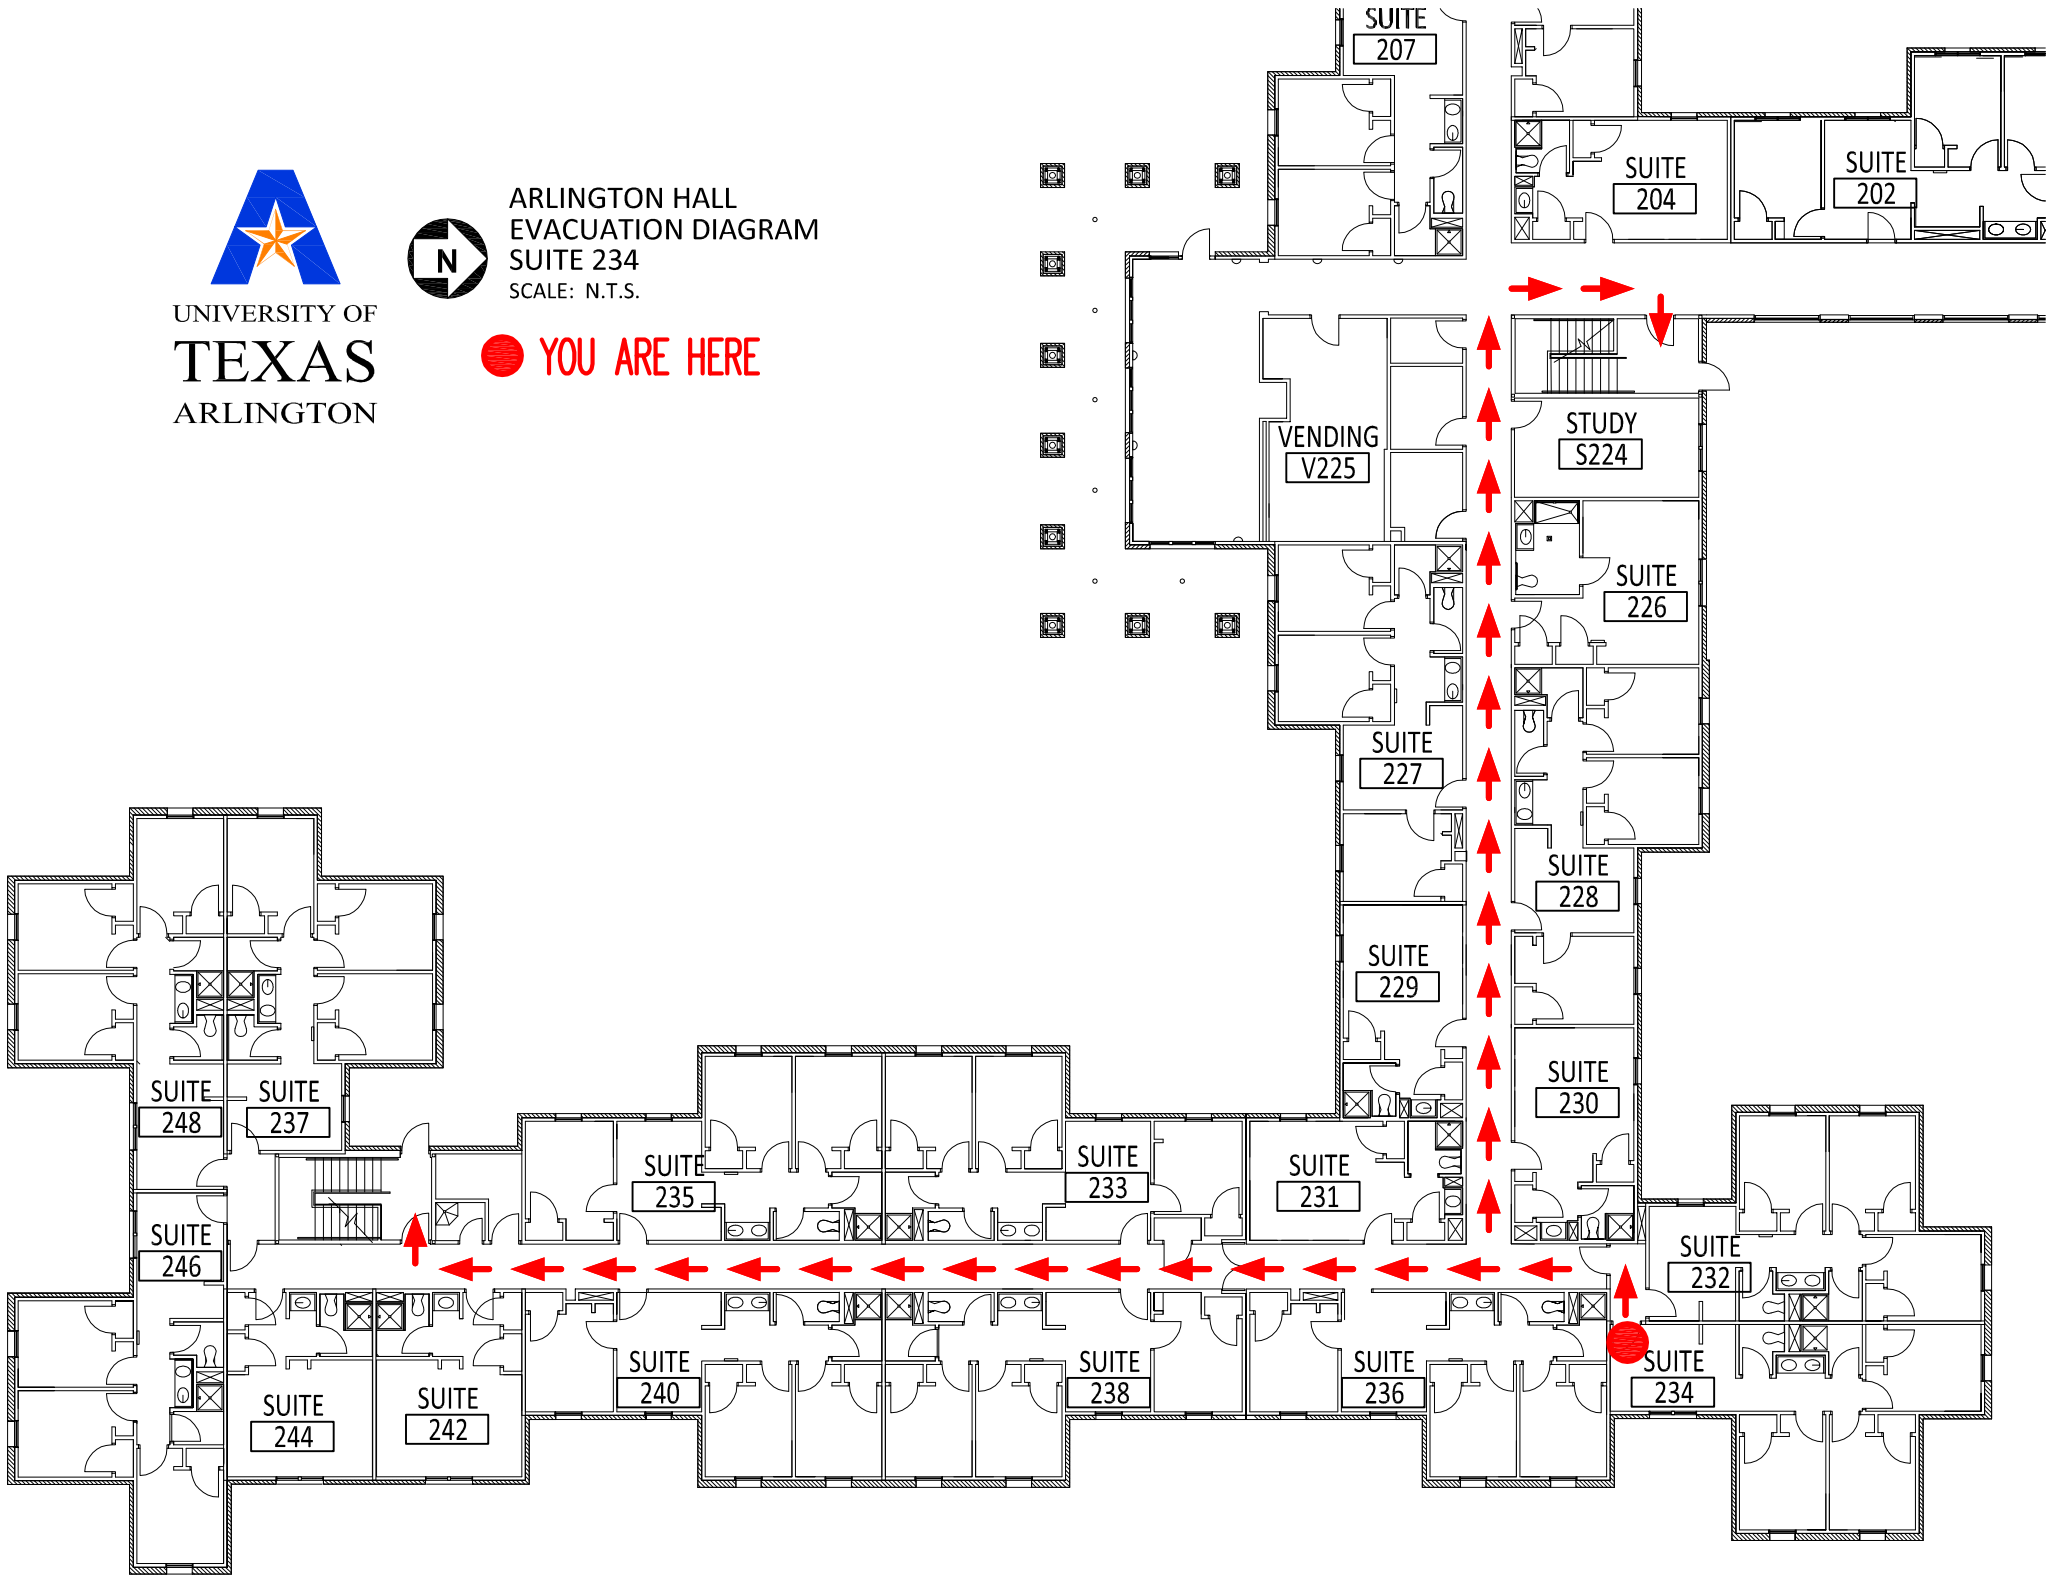 SUITE
207
SUITE
204
SUITE
202
UNIVERSITY OF
TEXAS
ARLINGTON
N
ARLINGTON HALL
EVACUATION DIAGRAM
SUITE 234
SCALE: N.T.S.
YOU ARE HERE
VENDING
V225
STUDY
S224
SUITE
226
SUITE
227
SUITE
228
SUITE
229
SUITE
230
SUITE
248
SUITE
237
SUITE
235
SUITE
233
SUITE
231
SUITE
246
SUITE
232
SUITE
244
SUITE
242
SUITE
240
SUITE
238
SUITE
236
SUITE
234